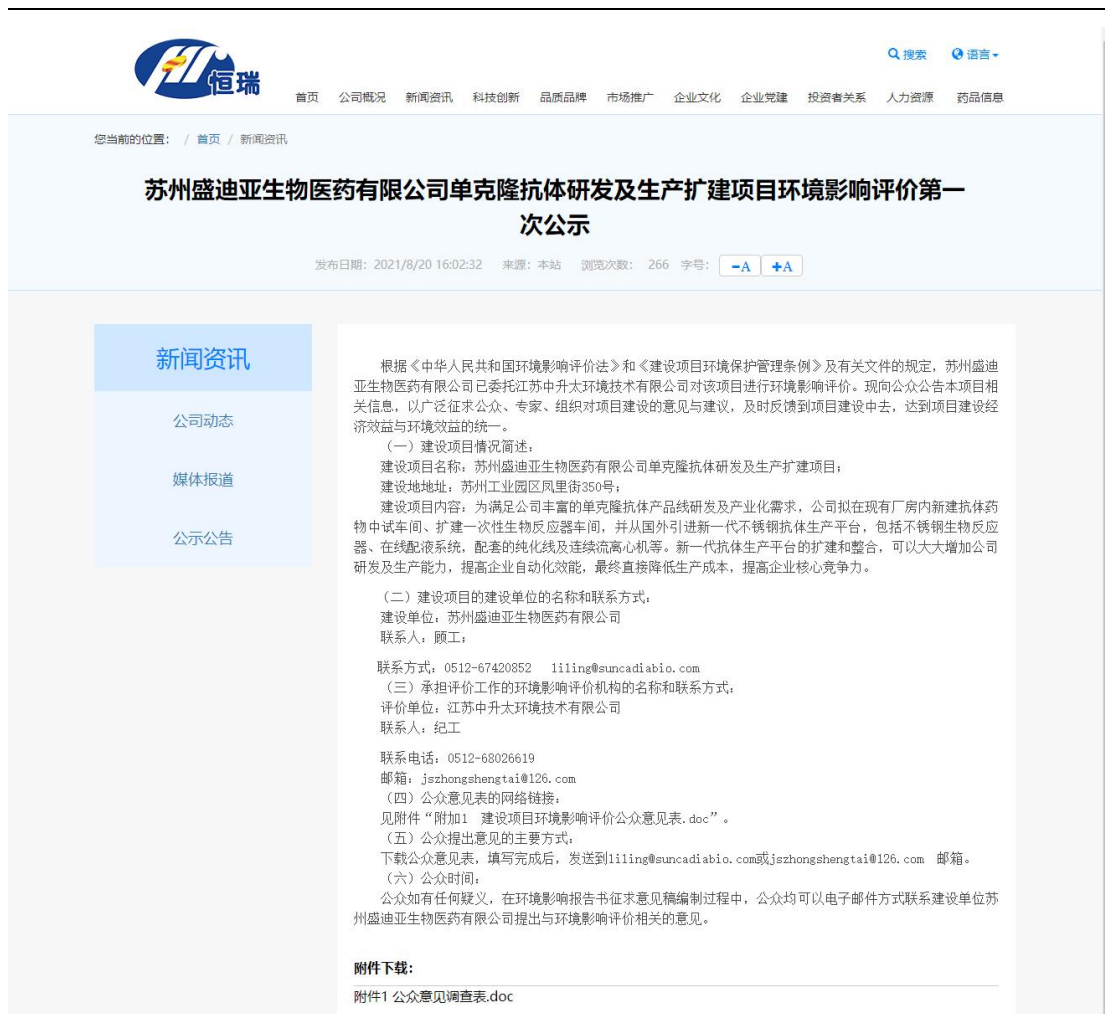 恒瑞
搜索 语言
首页 公司概况 新闻资讯 科技创新 品质品牌 市场推广 企业文化 企业党建 投资者关系 人力资源 药品信息
您当前的位置： / 首页 / 新闻资讯
苏州盛迪亚生物医药有限公司单克隆抗体研发及生产扩建项目环境影响评价第一
次公示
发布日期：2021/8/20 16:02:32 来源：本站 浏览次数： 266 字号： -A +A
新闻资讯
公司动态
媒体报道
公示公告
根据《中华人民共和国环境影响评价法》和《建设项目环境保护管理条例》及有关文件的规定，苏州盛迪
亚生物医药有限公司已委托江苏中升太环境技术有限公司对该项目进行环境影响评价。现向公众公告本项目相
关信息，以广泛征求公众、专家、组织对项目建设的意见与建议，及时反馈到项目建设中去，达到项目建设经
济效益与环境效益的统一。
（一）建设项目情况简述：
建设项目名称：苏州盛迪亚生物医药有限公司单克隆抗体研发及生产扩建项目；
建设地地址：苏州工业园区凤里街350号；
建设项目内容：为满足公司丰富的单克隆抗体产品线研发及产业化需求，公司拟在现有厂房内新建抗体药
物中试车间、扩建一次性生物反应器车间，并从国外引进新一代不锈钢抗体生产平台，包括不锈钢生物反应
器、在线配液系统，配套的纯化线及连续流离心机等。新一代抗体生产平台的扩建和整合，可以大大增加公司
研发及生产能力，提高企业自动化效能，最终直接降低生产成本，提高企业核心竞争力。
（二）建设项目的建设单位的名称和联系方式：
建设单位：苏州盛迪亚生物医药有限公司
联系人：顾工；
联系方式：0512-67420852 liling@suncadiabio.com
（三）承担评价工作的环境影响评价机构的名称和联系方式：
评价单位：江苏中升太环境技术有限公司
联系人：纪工
联系电话：0512-68026619
邮箱：jszhongshengtai@126.com
（四）公众意见表的网络链接：
见附件“附加1 建设项目环境影响评价公众意见表.doc”。
（五）公众提出意见的主要方式：
下载公众意见表，填写完成后，发送到liling@suncadiabio.com或jszhongshengtai@126.com 邮箱。
（六）公众时间：
公众如有任何疑义，在环境影响报告书征求意见稿编制过程中，公众均可以电子邮件方式联系建设单位苏
州盛迪亚生物医药有限公司提出与环境影响评价相关的意见。
附件下载：
附件1 公众意见调查表.doc